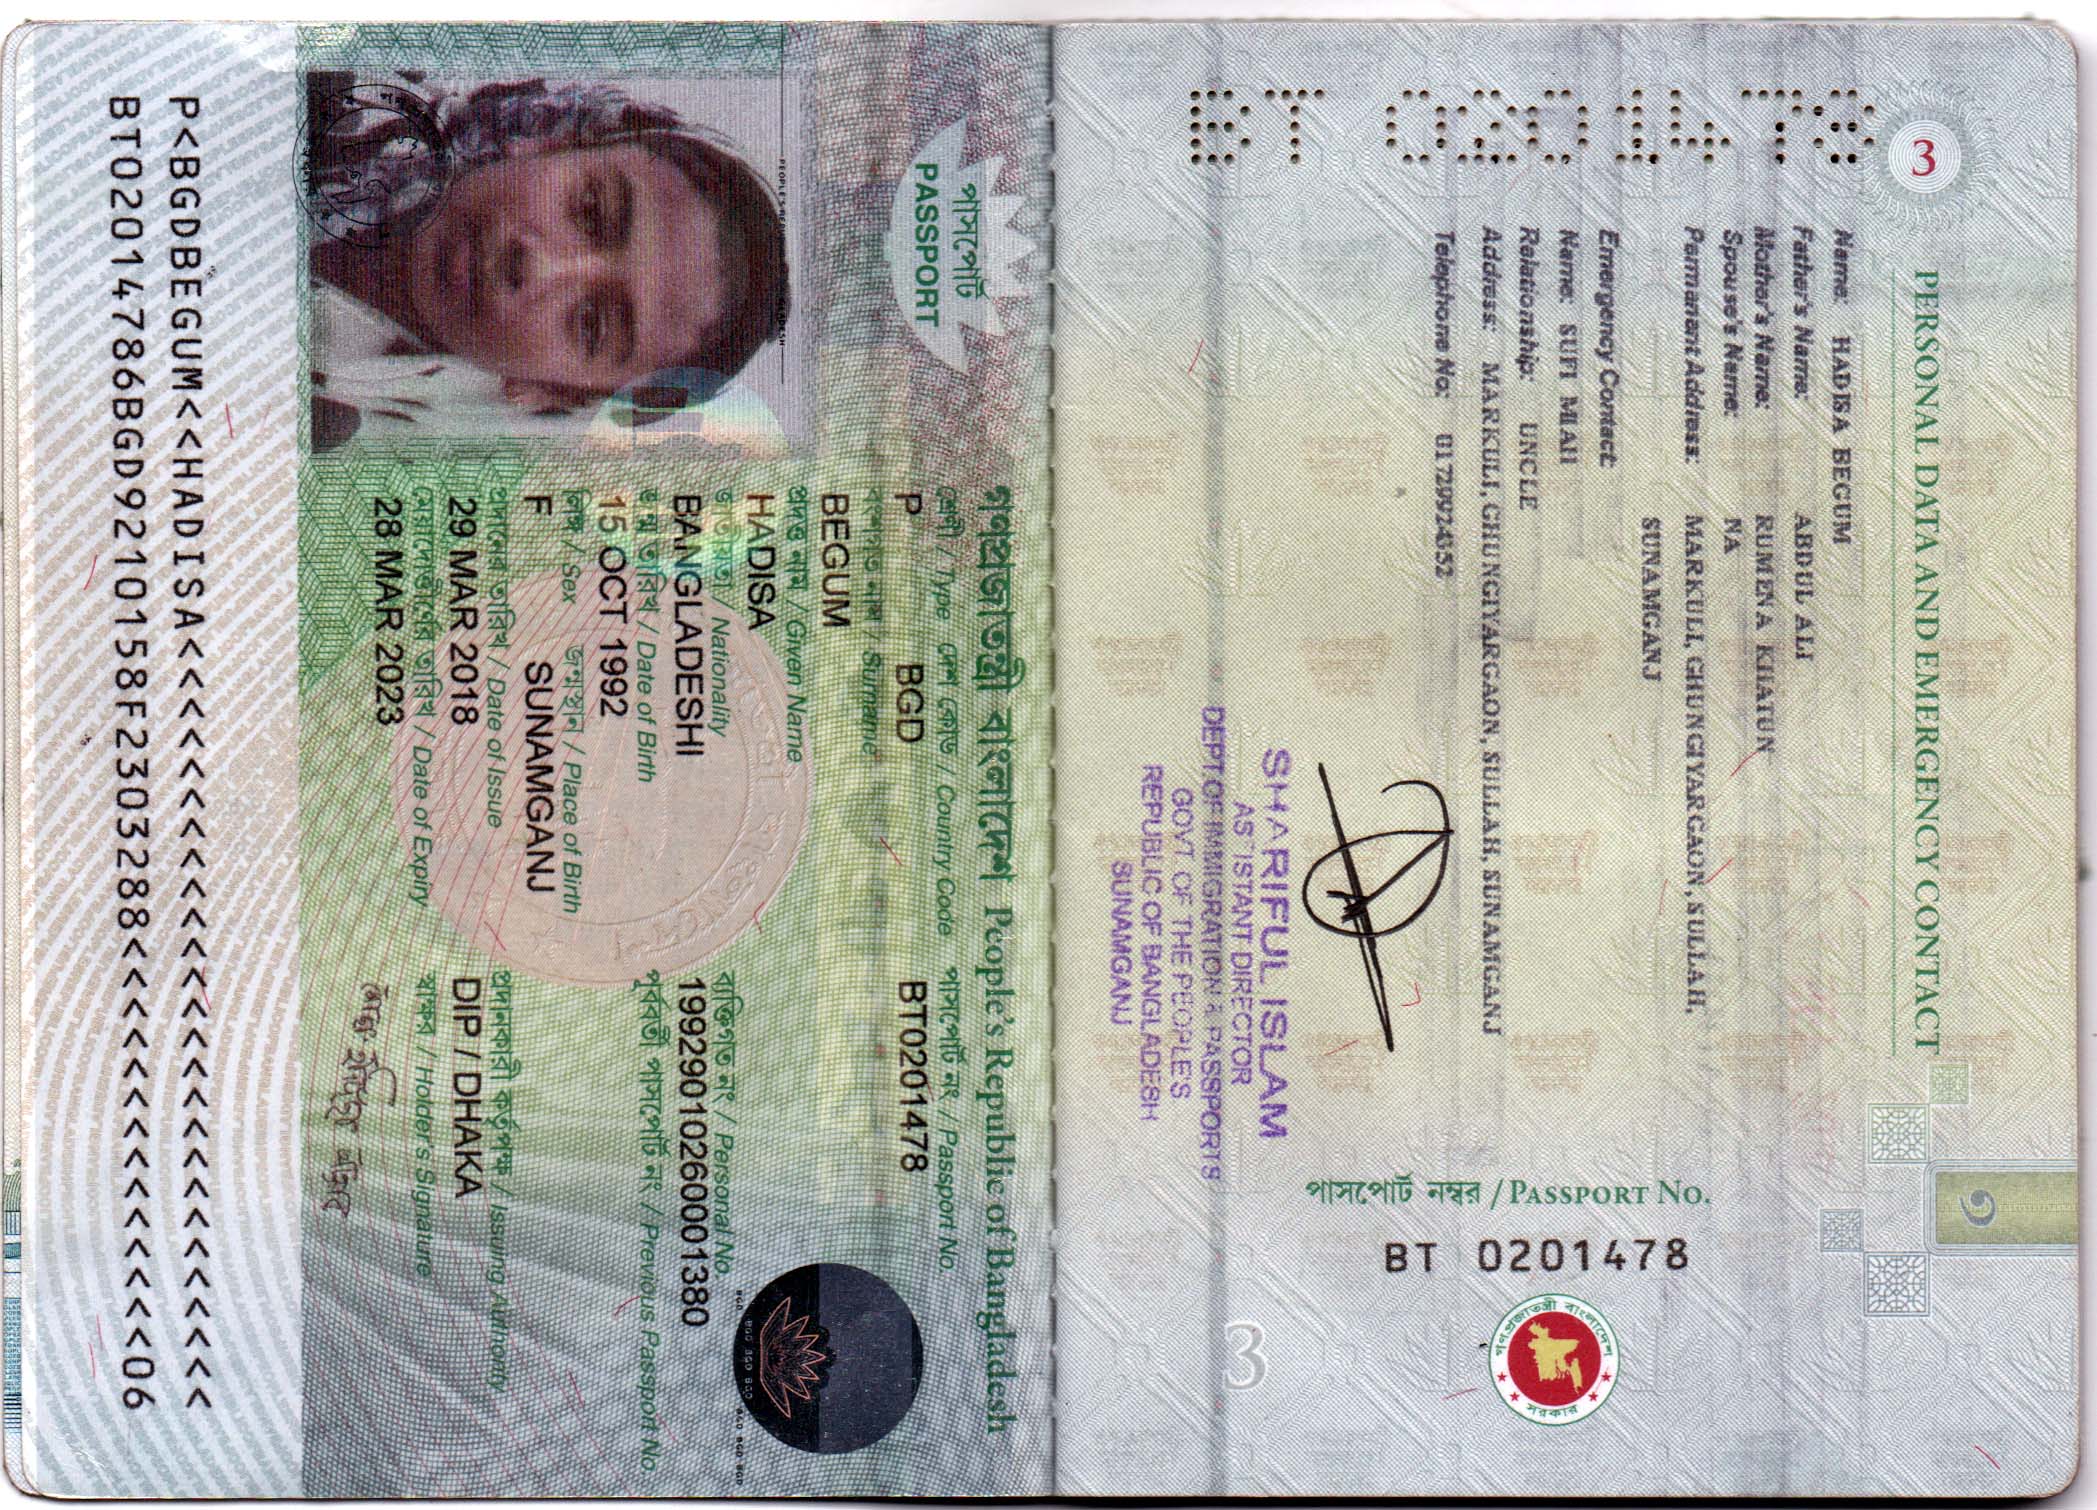 3
PERSONAL DATA AND EMERGENCY CONTACT
Name: HADISA BEGUM
Father's Name: ABDUL ALI
Mother's Name: RUMENA KHATUN
Spouse's Name: NA
Permanant Address: MARKULI, GHUNGIYARGAON, SULLAH,
SUNAMGANJ
Emergency Contact:
Name: SUFI MIAH
Relationship: UNCLE
Address: MARKULI, GHUNGIYARGAON, SULLAH, SUNAMGANJ
Telephone No: 01729924352
SHARIFUL ISLAM
ASSISTANT DIRECTOR
DEPT. OF IMMIGRATION & PASSPORTS
GOVT. OF THE PEOPLE'S
REPUBLIC OF BANGLADESH
SUNAMGANJ
BT 0201478
পাসপোর্ট নম্বর / PASSPORT NO.
BT 0201478
গণপ্রজাতন্ত্রী বাংলাদেশ
সরকার
৩
3
গণপ্রজাতন্ত্রী বাংলাদেশ People's Republic of Bangladesh
পাসপোর্ট
PASSPORT
শ্রেণী / Type দেশ কোড / Country Code পাসপোর্ট নং / Passport No.
P BGD BT0201478
বংশগত নাম / Surname
BEGUM
প্রদত্ত নাম / Given Name
HADISA
জাতীয়তা / Nationality ব্যক্তিগত নং / Personal No.
BANGLADESHI 19929010260001380
জন্ম তারিখ / Date of Birth পূর্ববর্তী পাসপোর্ট নং / Previous Passport No.
15 OCT 1992
লিঙ্গ / Sex জন্মস্থান / Place of Birth
F SUNAMGANJ
প্রদানের তারিখ / Date of Issue প্রদানকারী কর্তৃপক্ষ / Issuing Authority
29 MAR 2018 DIP / DHAKA
মেয়াদোত্তীর্ণের তারিখ / Date of Expiry স্বাক্ষর / Holder's Signature
28 MAR 2023
P<BGDBEGUM<<HADISA<<<<<<<<<<<<<<<<<<<<<<<<<<
BT02014786BGD9210158F2303288<<<<<<<<<<<<<<06